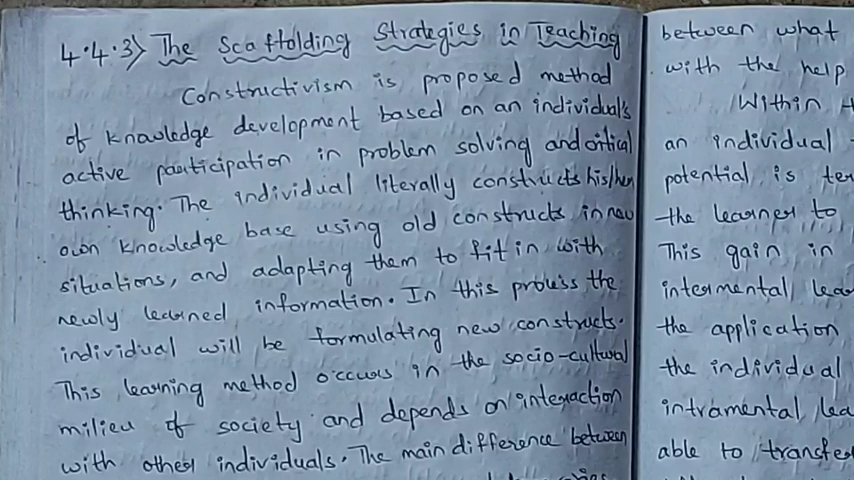 4.4.3) The Scaffolding Strategies in Teaching
Constructivism is proposed method
of knowledge development based on an individual's
active participation in problem solving and critical
thinking. The individual literally constructs his/her
own knowledge base using old constructs in new
situations, and adapting them to fit in with
newly learned information. In this process the
individual will be formulating new constructs.
This learning method occurs in the socio-cultural
milieu of society and depends on interaction
with other individuals. The main difference between
between what
with the help
Within
an individual
potential is
the learner to
This gain in
intermental
the application
the individual
intramental
able to